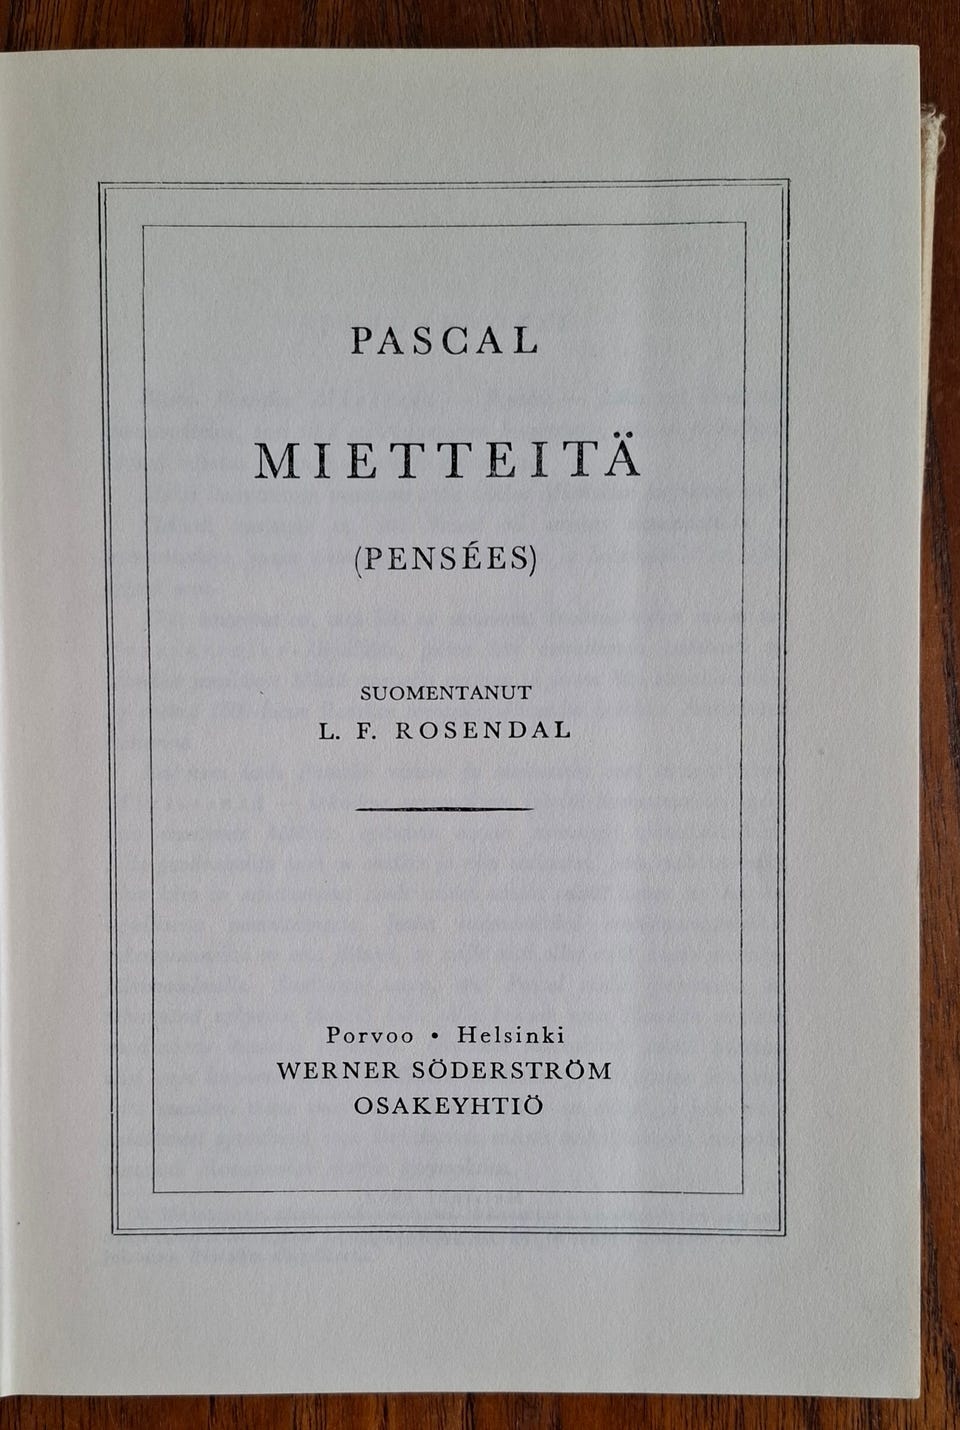 PASCAL
MIETTEITÄ
(PENSÉES)
SUOMENTANUT
L. F. ROSENDAL
Porvoo • Helsinki
WERNER SÖDERSTRÖM
OSAKEYHTIÖ